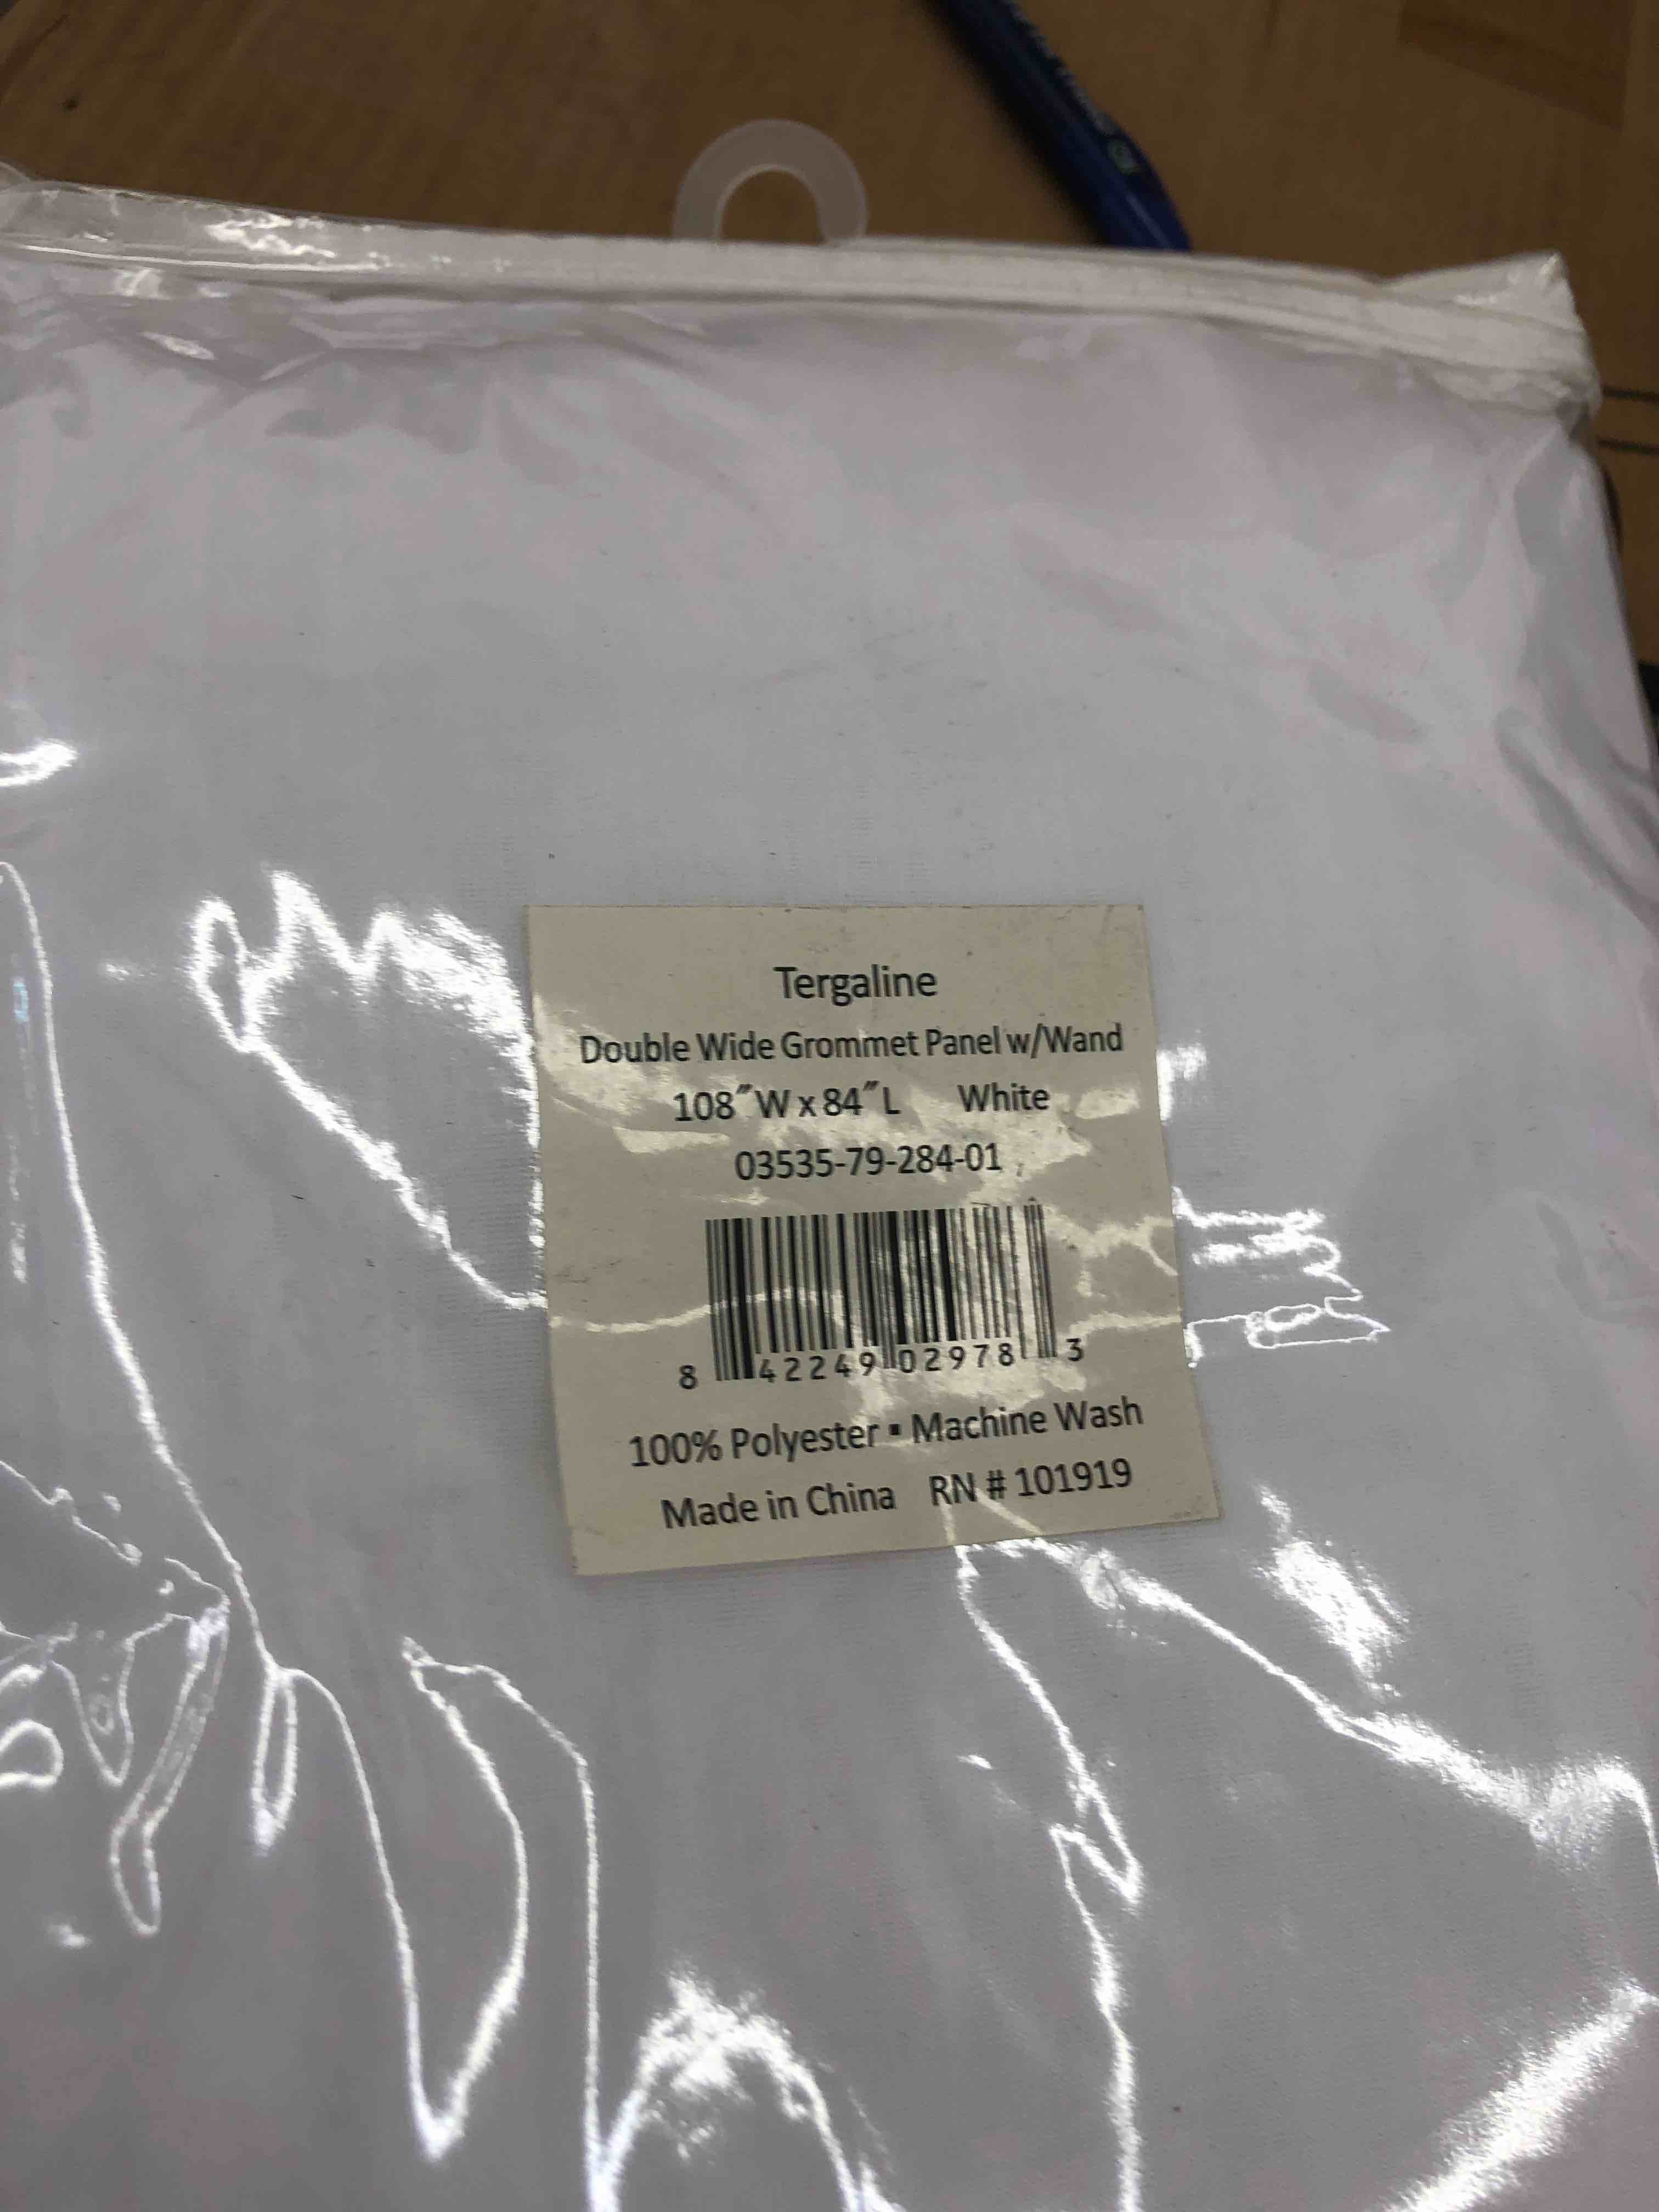 Tergaline
Double Wide Grommet Panel w/Wand
108″W x 84″L White
03535-79-284-01
8 42249 02978 3
100% Polyester ▪ Machine Wash
Made in China RN # 101919